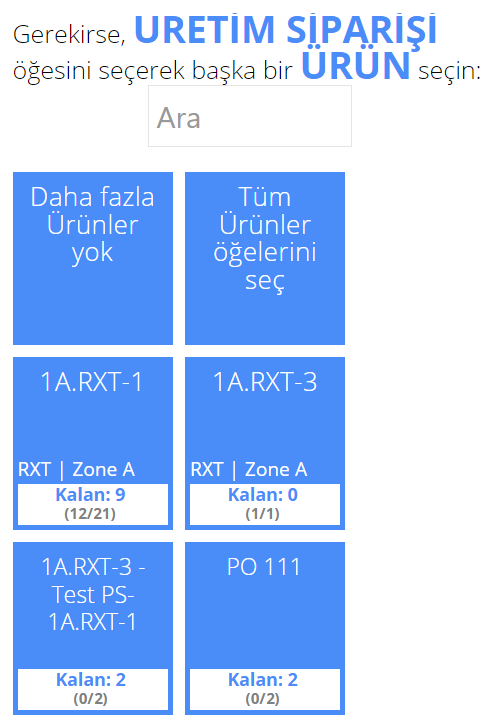 Gerekirse, ÜRETİM SİPARİŞİ
öğesini seçerek başka bir ÜRÜN seçin:
Ara
Daha fazla
Ürünler
yok
Tüm
Ürünler
öğelerini
seç
1A.RXT-1
RXT | Zone A
Kalan: 9
(12/21)
1A.RXT-3
RXT | Zone A
Kalan: 0
(1/1)
1A.RXT-3 -
Test PS-
1A.RXT-1
Kalan: 2
(0/2)
PO 111
Kalan: 2
(0/2)